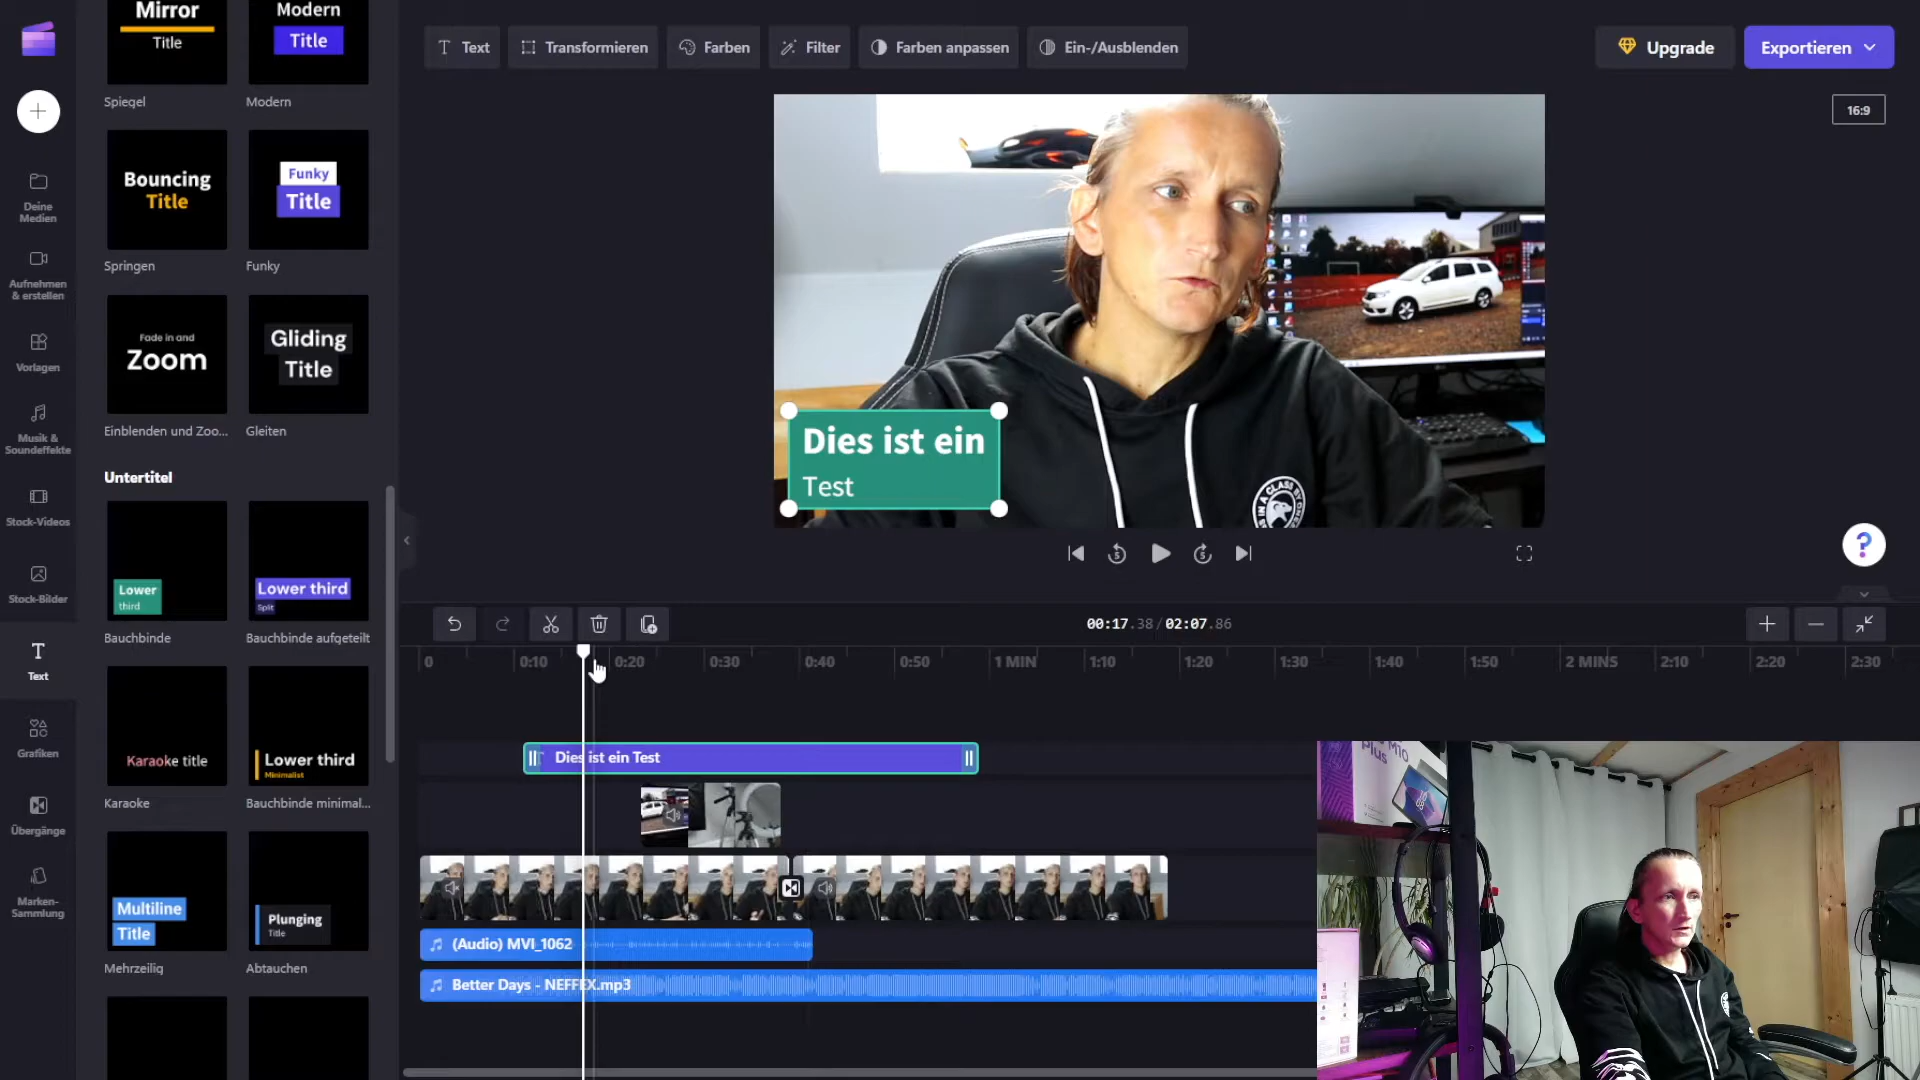 Mirror
Title
Spiegel
Modern
Title
Modern
Bouncing
Title
Springen
Funky
Title
Funky
Fade in and
Zoom
Einblenden und Zoo...
Gliding
Title
Gleiten
Untertitel
Lower
third
Bauchbinde
Lower third
Split
Bauchbinde aufgeteilt
Karaoke title
Karaoke
Lower third
Minimalist
Bauchbinde minimal...
Multiline
Title
Mehrzeilig
Plunging
Title
Abtauchen
Deine
Medien
Aufnehmen
& erstellen
Vorlagen
Musik &
Soundeffekte
Stock-Videos
Stock-Bilder
Text
Grafiken
Übergänge
Marken-
Sammlung
Text
Transformieren
Farben
Filter
Farben anpassen
Ein-/Ausblenden
Upgrade
Exportieren
16:9
Dies ist ein
Test
?
00:17.38 / 02:07.86
0
0:10
0:20
0:30
0:40
0:50
1 MIN
1:10
1:20
1:30
1:40
1:50
2 MINS
2:10
2:20
2:30
Dies ist ein Test
(Audio) MVI_1062
Better Days - NEFFEX.mp3
M10
Plus